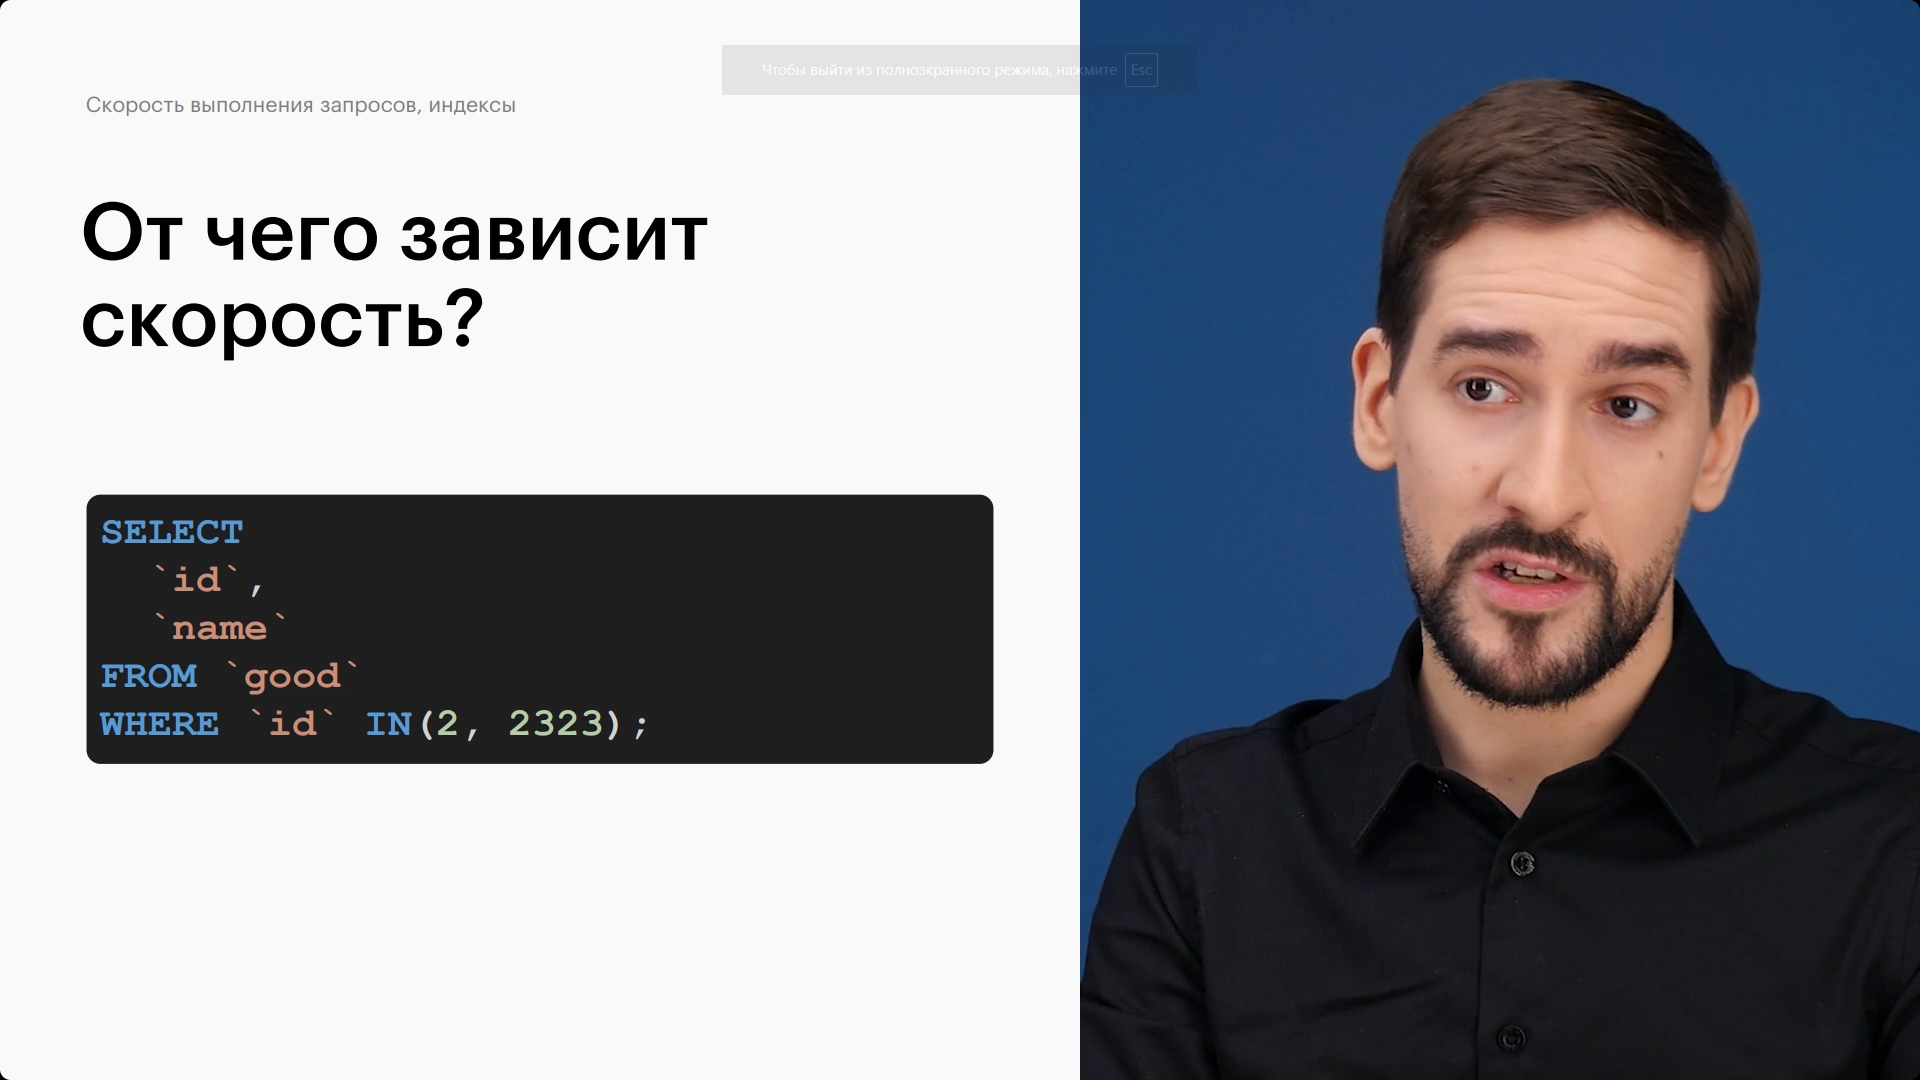 Чтобы выйти из полноэкранного режима, нажмите Esc
Скорость выполнения запросов, индексы
От чего зависит
скорость?
SELECT
`id`,
`name`
FROM `good`
WHERE `id` IN(2, 2323);